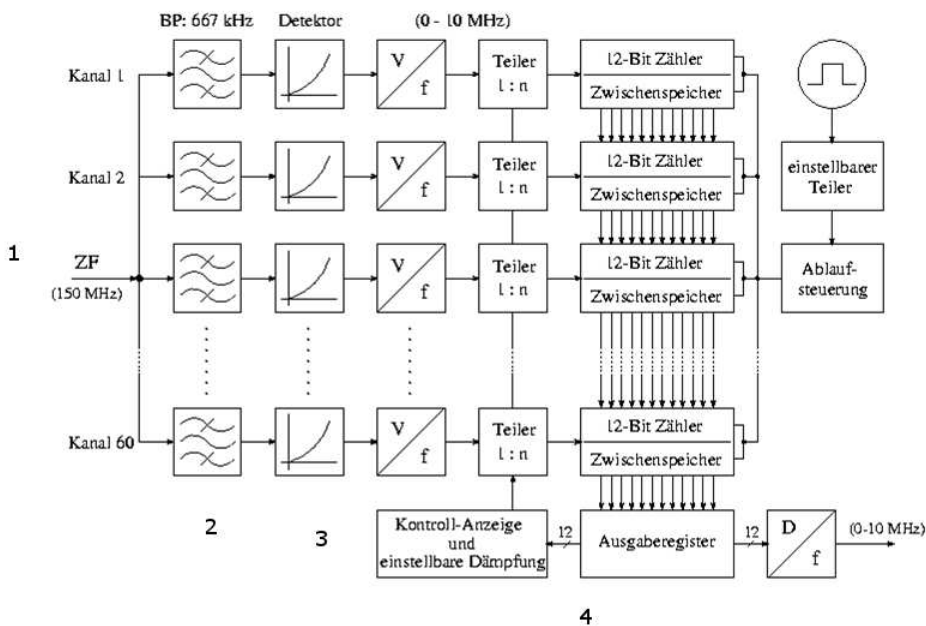 BP: 667 kHz
Detektor
(0 - 10 MHz)
Kanal 1
V
f
Teiler
1 : n
12-Bit Zähler
Zwischenspeicher
Kanal 2
V
f
Teiler
1 : n
12-Bit Zähler
Zwischenspeicher
einstellbarer
Teiler
1
ZF
(150 MHz)
V
f
Teiler
1 : n
12-Bit Zähler
Zwischenspeicher
Ablauf-
steuerung
Kanal 60
V
f
Teiler
1 : n
12-Bit Zähler
Zwischenspeicher
2
3
Kontroll-Anzeige
und
einstellbare Dämpfung
12
Ausgaberegister
12
D
f
(0-10 MHz)
4